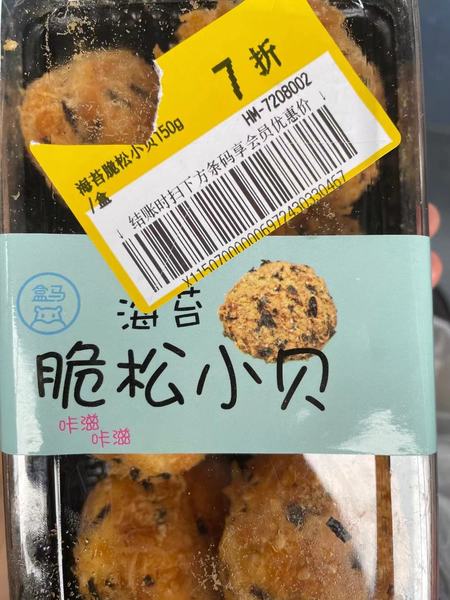 7折
HM-7208002
海苔脆松小贝150g
/盒
↓ 结账时扫下方条码享会员优惠价 ↓
X1150700000006972430330467
盒马
海苔
脆松小贝
咔滋
咔滋